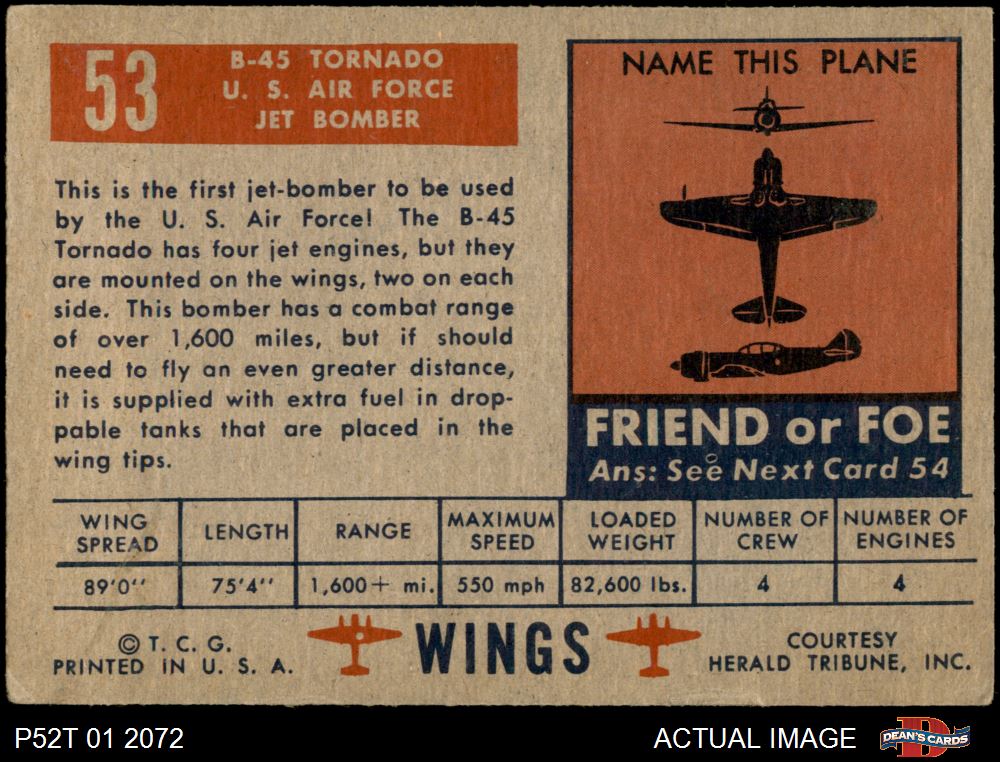 53
B-45 TORNADO
U. S. AIR FORCE
JET BOMBER
This is the first jet-bomber to be used
by the U. S. Air Force! The B-45
Tornado has four jet engines, but they
are mounted on the wings, two on each
side. This bomber has a combat range
of over 1,600 miles, but if should
need to fly an even greater distance,
it is supplied with extra fuel in drop-
pable tanks that are placed in the
wing tips.
NAME THIS PLANE
FRIEND or FOE
Ans: See Next Card 54
WING SPREAD LENGTH RANGE MAXIMUM SPEED LOADED WEIGHT NUMBER OF CREW NUMBER OF ENGINES
89'0'' 75'4'' 1,600+ mi. 550 mph 82,600 lbs. 4 4
© T. C. G.
PRINTED IN U. S. A.
WINGS
COURTESY
HERALD TRIBUNE, INC.
P52T 01 2072
ACTUAL IMAGE
D
DEAN'S CARDS